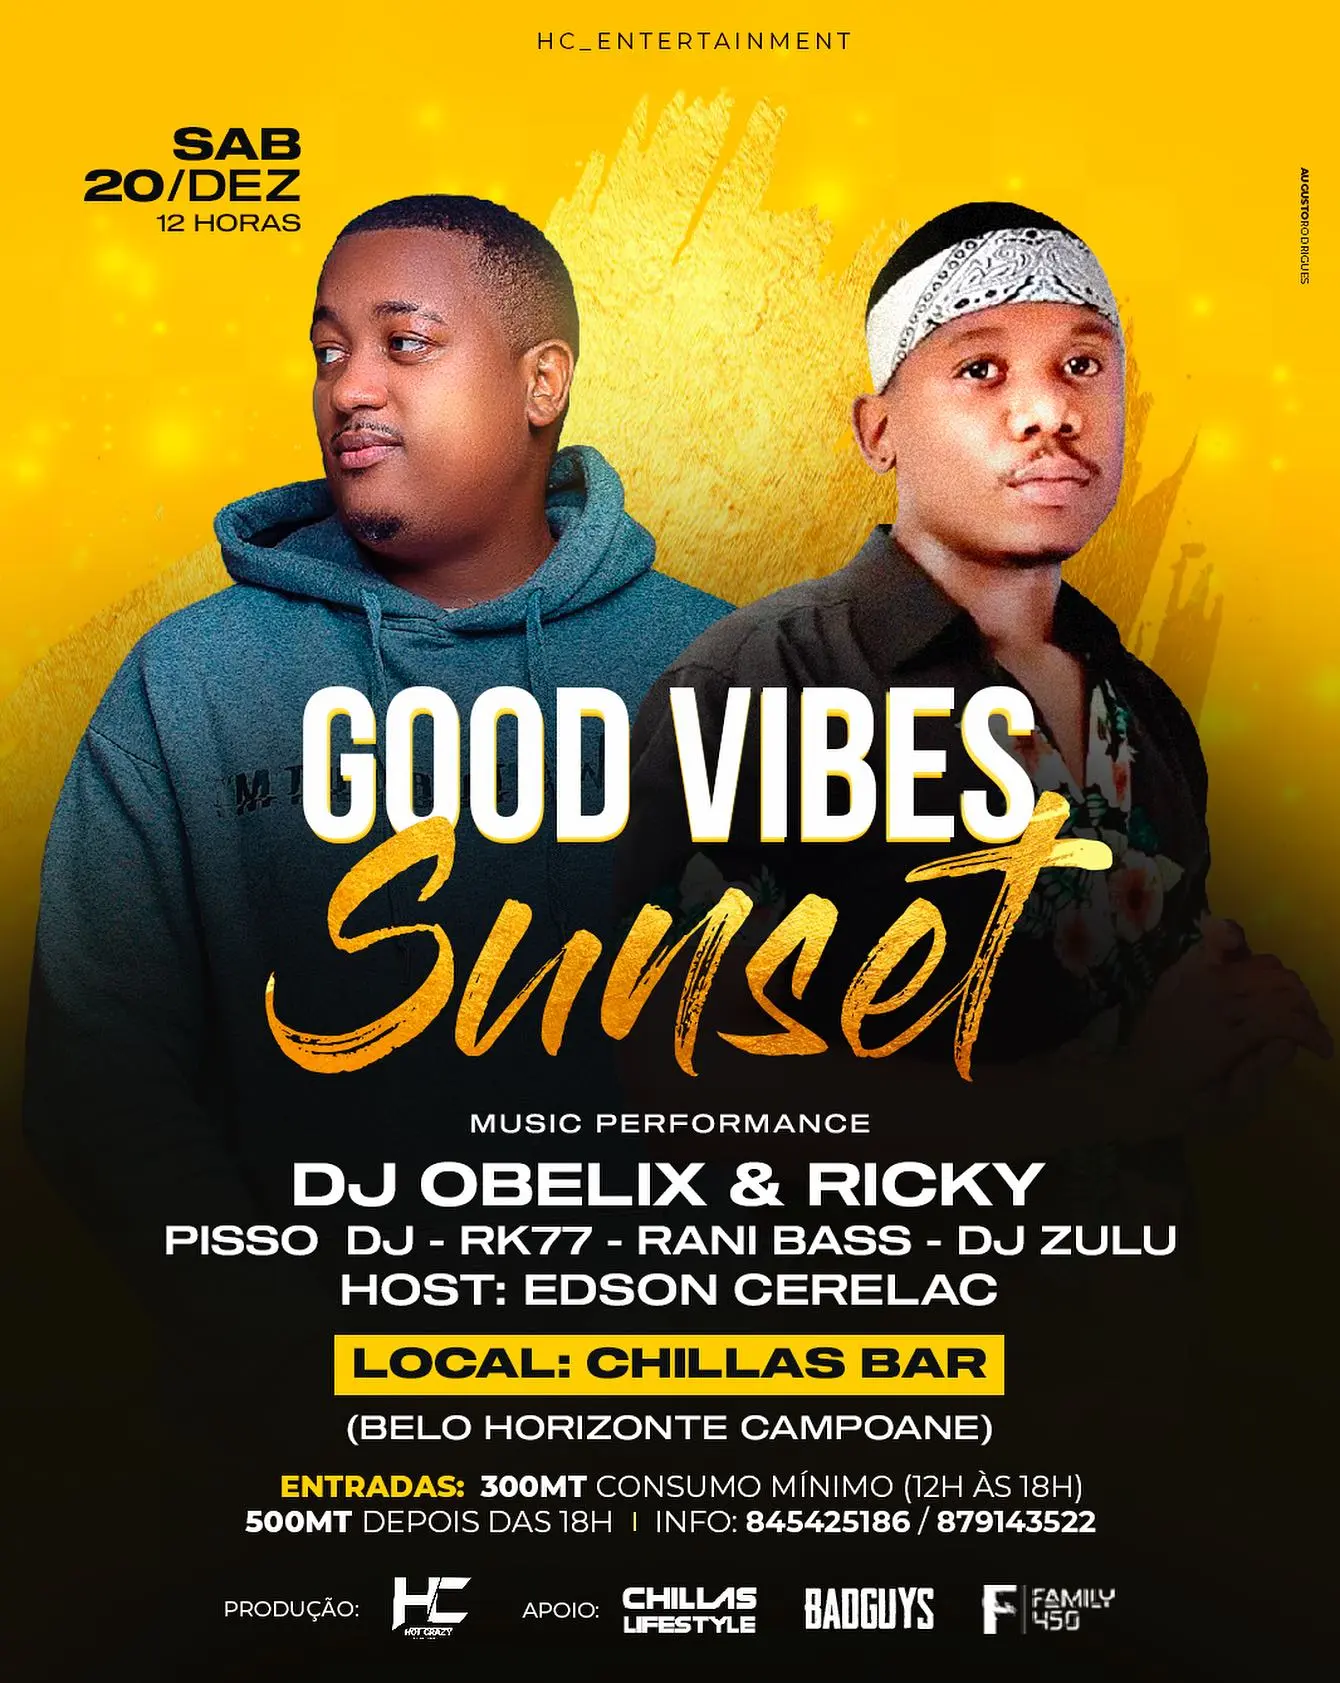 HC_ENTERTAINMENT
SAB
20/DEZ
12 HORAS
AUGUSTORODRIGUES
GOOD VIBES
Sunset
MUSIC PERFORMANCE
DJ OBELIX & RICKY
PISSO DJ - RK77 - RANI BASS - DJ ZULU
HOST: EDSON CERELAC
LOCAL: CHILLAS BAR
(BELO HORIZONTE CAMPOANE)
ENTRADAS: 300MT CONSUMO MÍNIMO (12H ÀS 18H)
500MT DEPOIS DAS 18H | INFO: 845425186 / 879143522
PRODUÇÃO: HC HOT CRAZY APOIO: CHILLAS LIFESTYLE BADGUYS F FAMILY 450